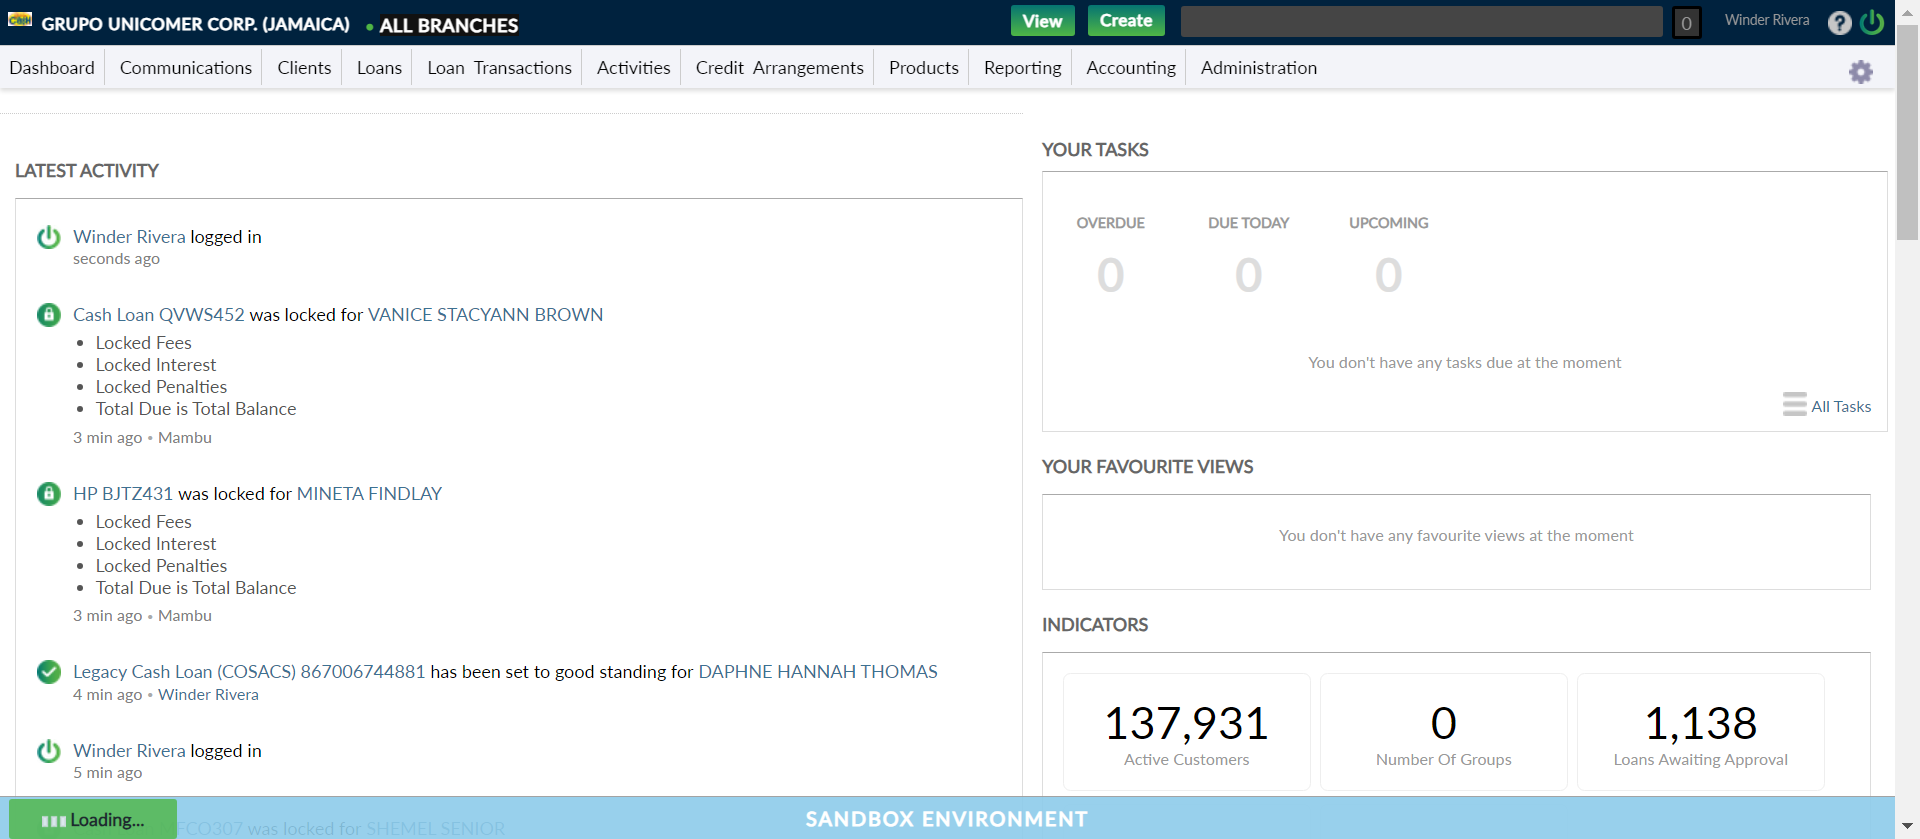 GRUPO UNICOMER CORP. (JAMAICA) • ALL BRANCHES
View Create 0 Winder Rivera ?
Dashboard Communications Clients Loans Loan Transactions Activities Credit Arrangements Products Reporting Accounting Administration
LATEST ACTIVITY
Winder Rivera logged in
seconds ago
Cash Loan QVWS452 was locked for VANICE STACYANN BROWN
• Locked Fees
• Locked Interest
• Locked Penalties
• Total Due is Total Balance
3 min ago • Mambu
HP BJTZ431 was locked for MINETA FINDLAY
• Locked Fees
• Locked Interest
• Locked Penalties
• Total Due is Total Balance
3 min ago • Mambu
Legacy Cash Loan (COSACS) 867006744881 has been set to good standing for DAPHNE HANNAH THOMAS
4 min ago • Winder Rivera
Winder Rivera logged in
5 min ago
FCO307 was locked for SHEMEL SENIOR
YOUR TASKS
OVERDUE DUE TODAY UPCOMING
0 0 0
You don't have any tasks due at the moment
All Tasks
YOUR FAVOURITE VIEWS
You don't have any favourite views at the moment
INDICATORS
137,931 0 1,138
Active Customers Number Of Groups Loans Awaiting Approval
Loading...
SANDBOX ENVIRONMENT